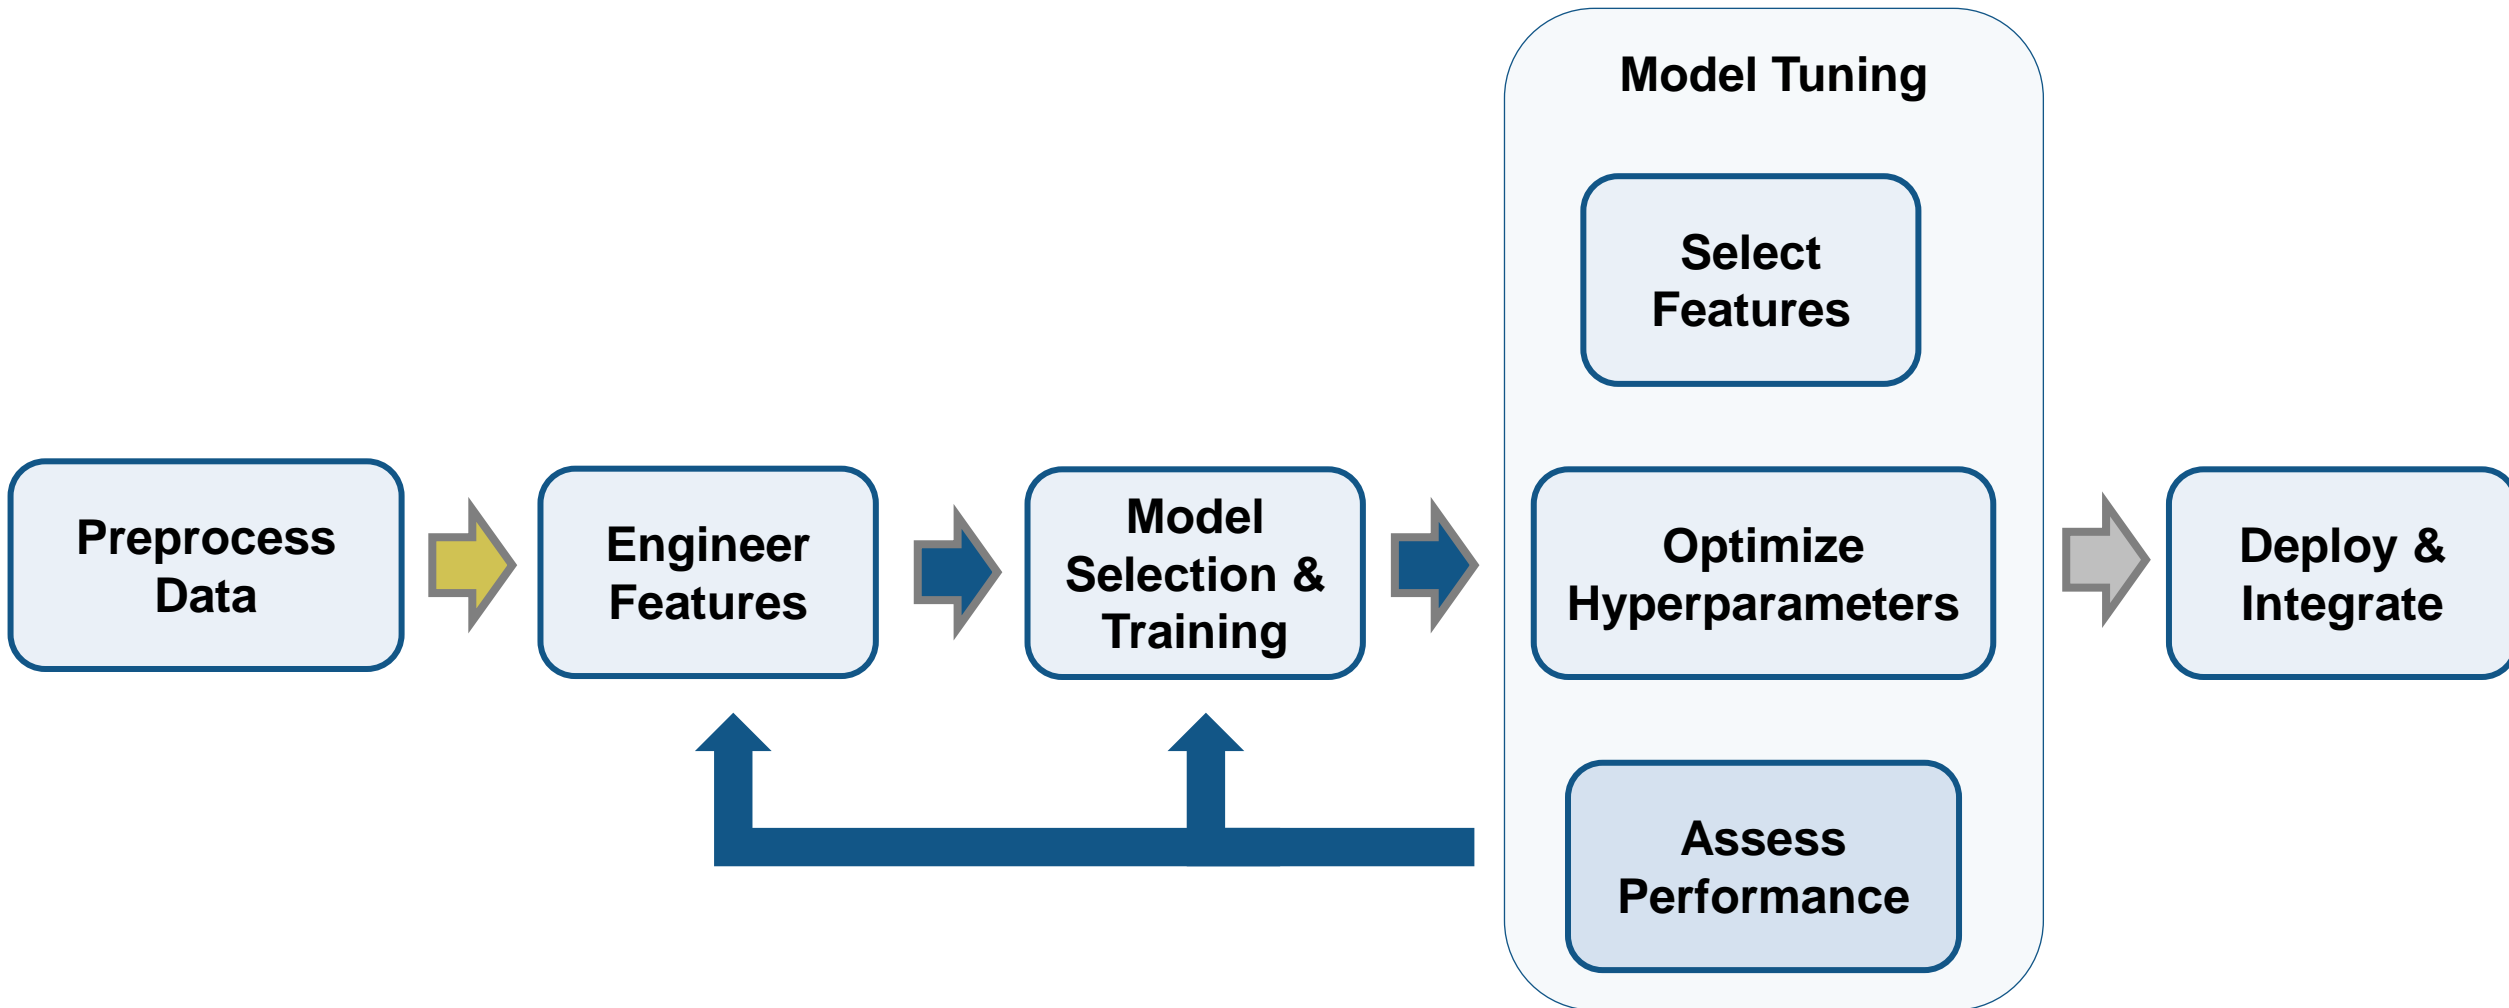 Model Tuning
Select
Features
Preprocess
Data
Engineer
Features
Model
Selection &
Training
Optimize
Hyperparameters
Deploy &
Integrate
Assess
Performance